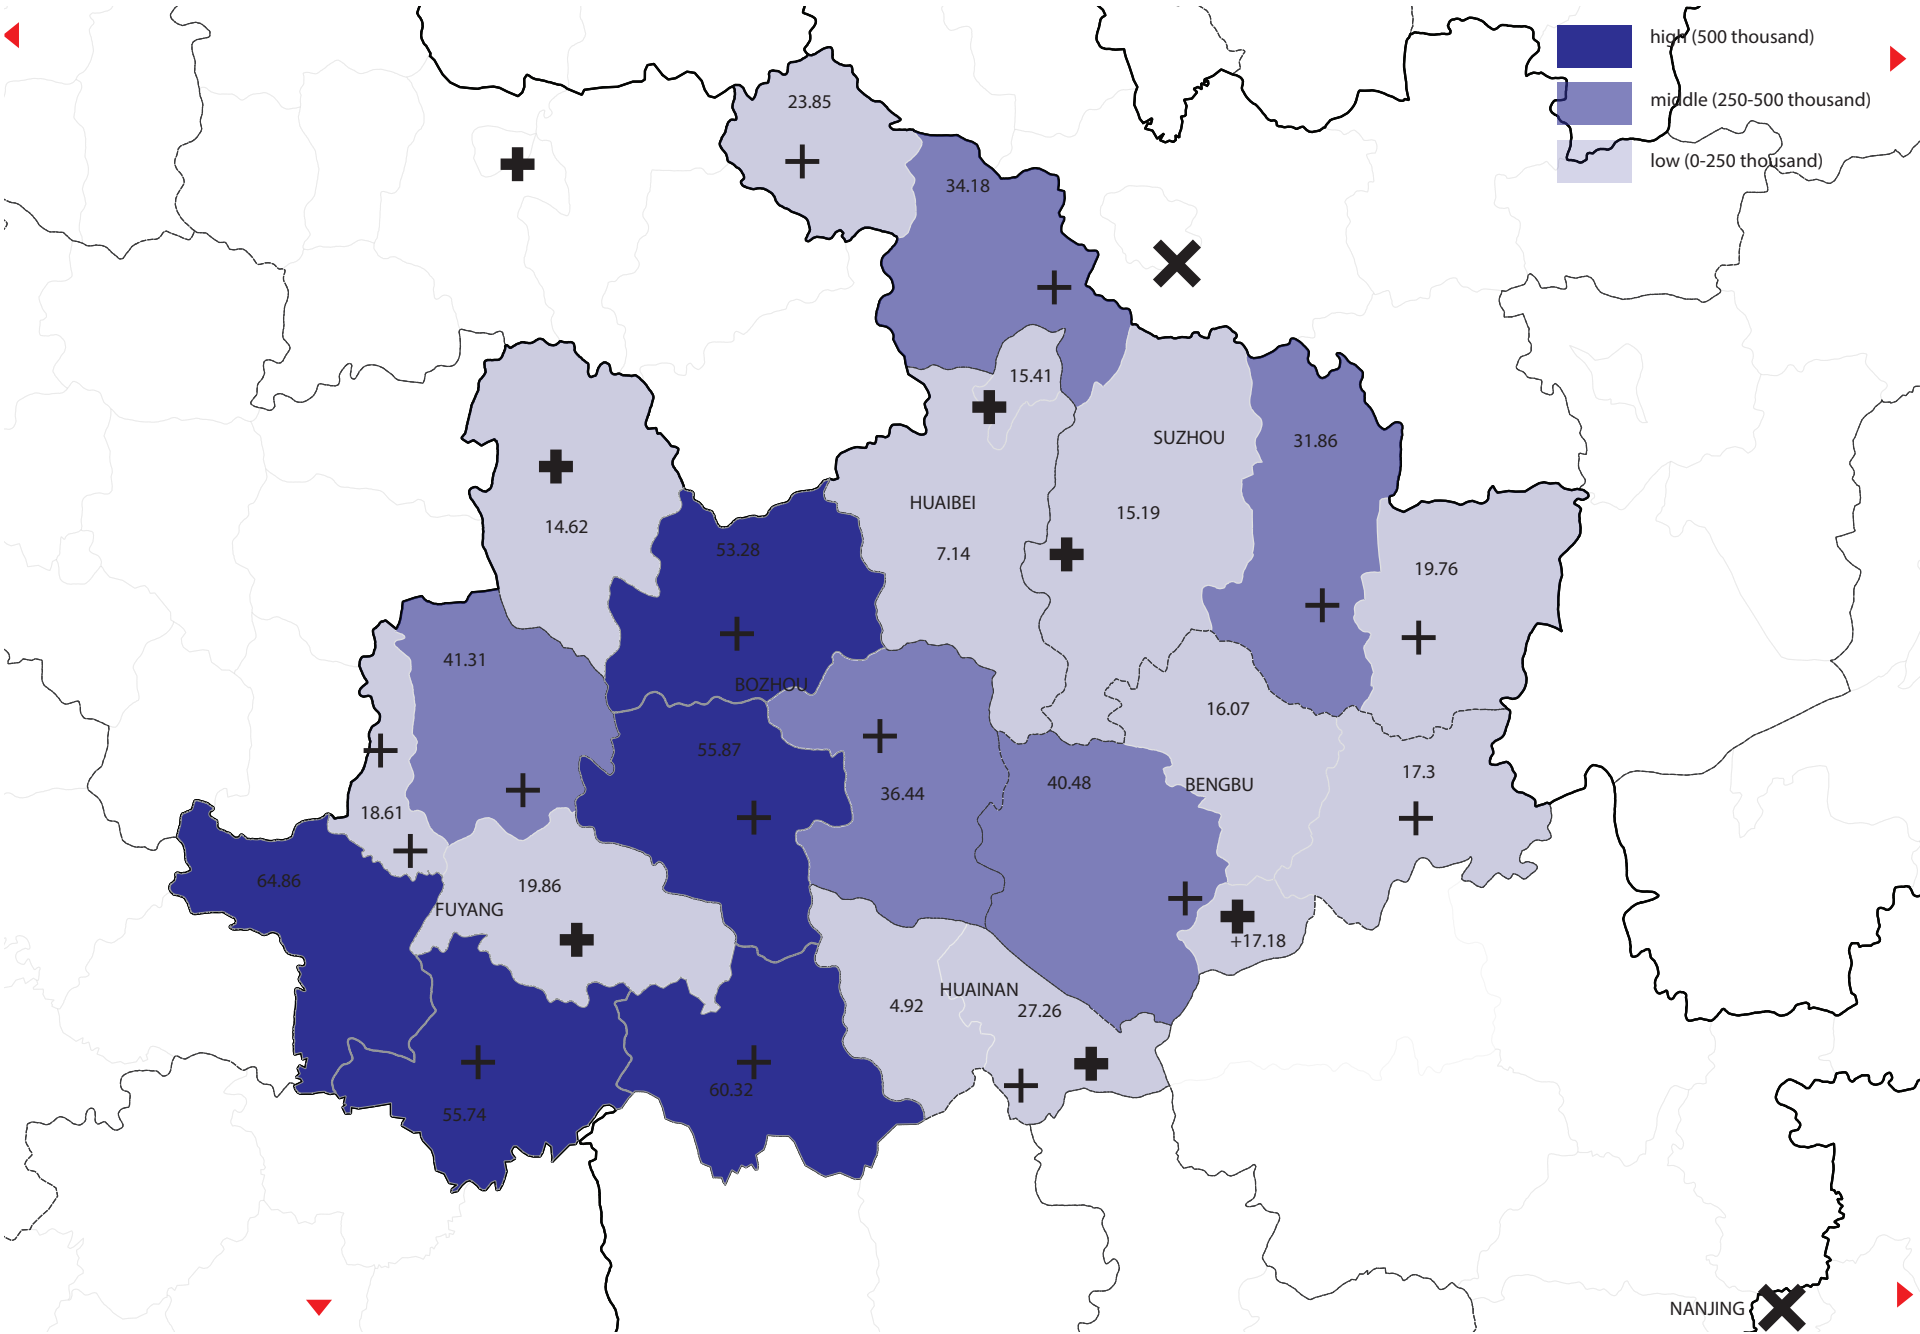 high (500 thousand)
middle (250-500 thousand)
low (0-250 thousand)
23.85
34.18
15.41
SUZHOU
31.86
HUAIBEI
15.19
14.62
53.28
7.14
19.76
41.31
BOZHOU
16.07
55.87
36.44
40.48
BENGBU
17.3
18.61
64.86
19.86
FUYANG
+17.18
HUAINAN
4.92
27.26
60.32
55.74
NANJING